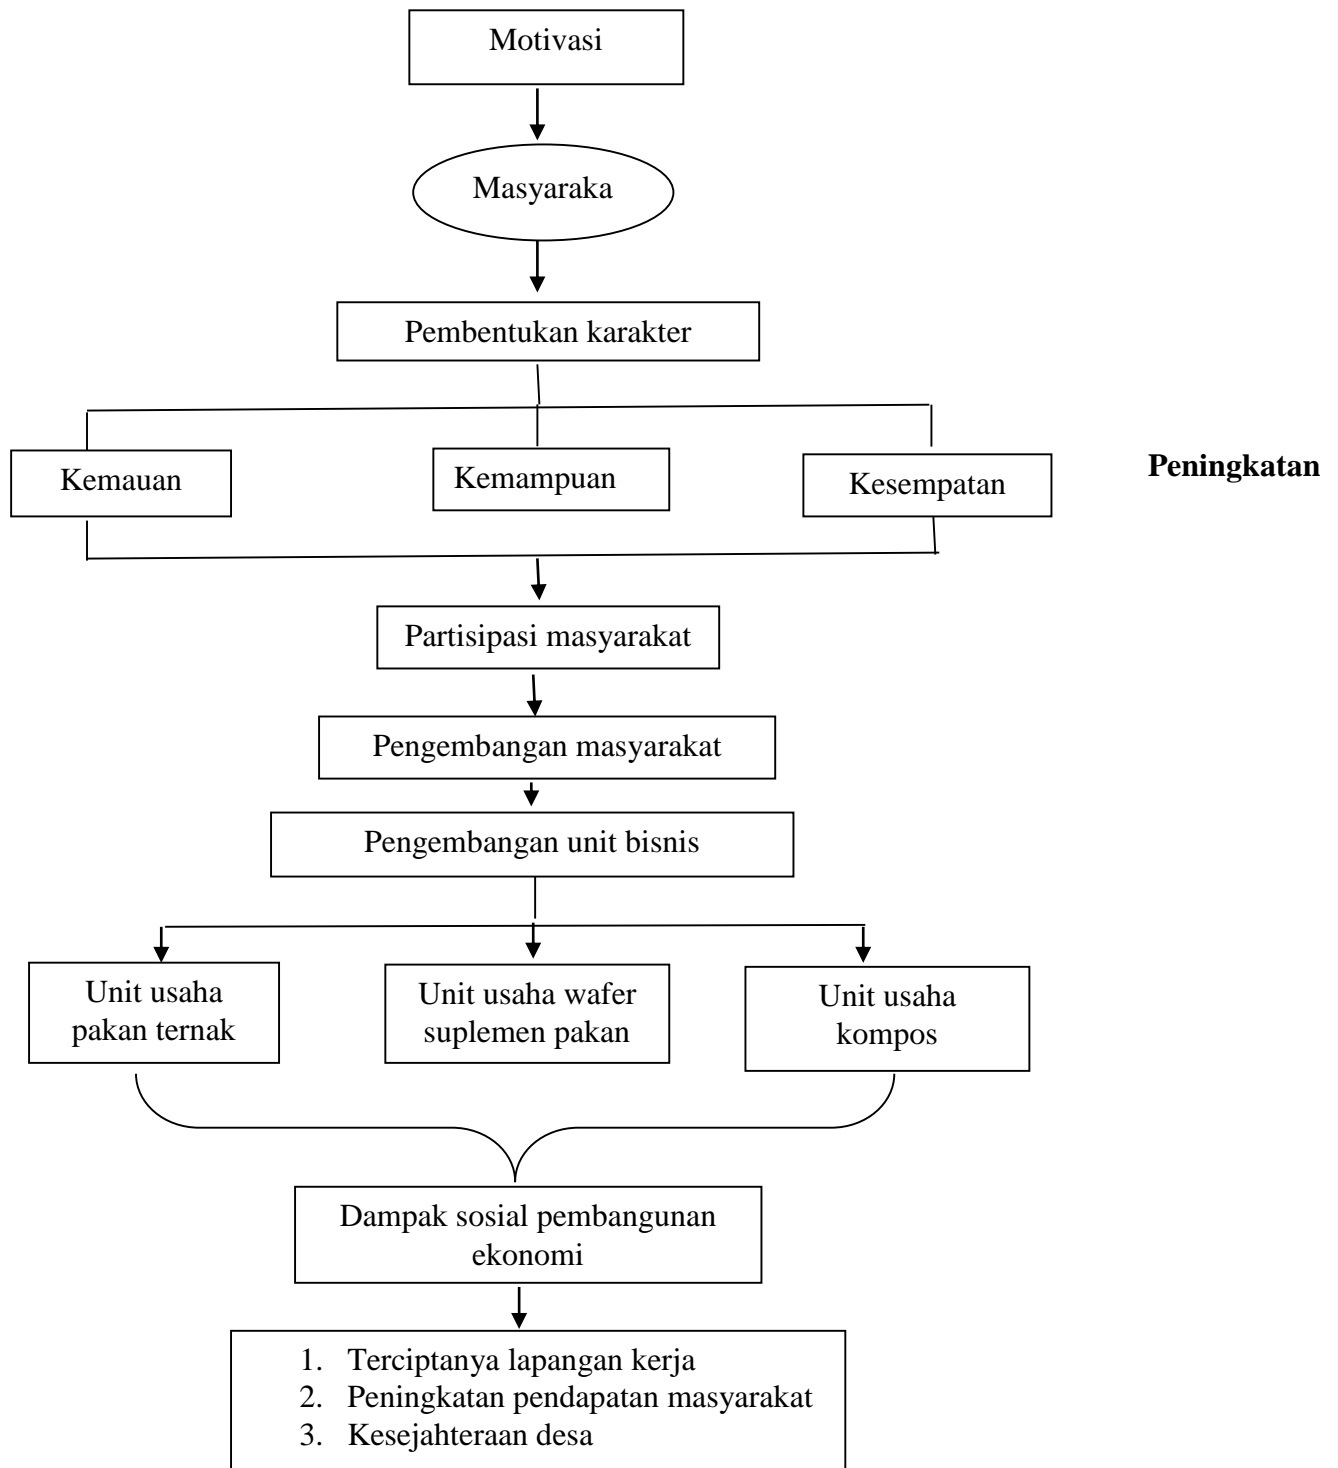 Motivasi
Masyaraka
Pembentukan karakter
Kemauan
Kemampuan
Kesempatan
Peningkatan
Partisipasi masyarakat
Pengembangan masyarakat
Pengembangan unit bisnis
Unit usaha
pakan ternak
Unit usaha wafer
suplemen pakan
Unit usaha
kompos
Dampak sosial pembangunan
ekonomi
1. Terciptanya lapangan kerja
2. Peningkatan pendapatan masyarakat
3. Kesejahteraan desa